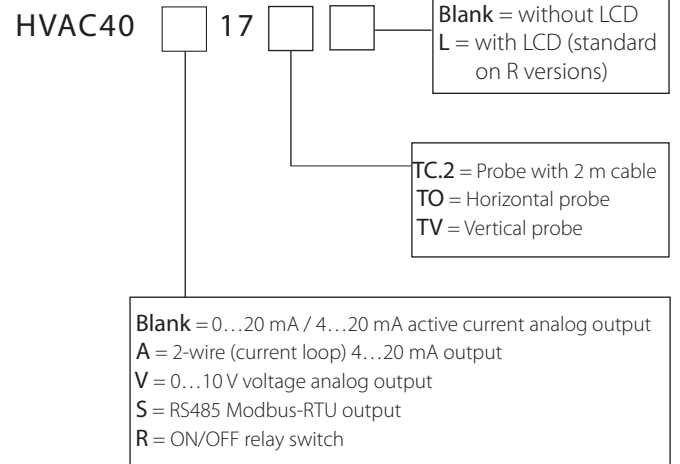 HVAC40 17
Blank = without LCD
L = with LCD (standard
on R versions)
TC.2 = Probe with 2 m cable
TO = Horizontal probe
TV = Vertical probe
Blank = 0…20 mA / 4…20 mA active current analog output
A = 2-wire (current loop) 4…20 mA output
V = 0…10 V voltage analog output
S = RS485 Modbus-RTU output
R = ON/OFF relay switch